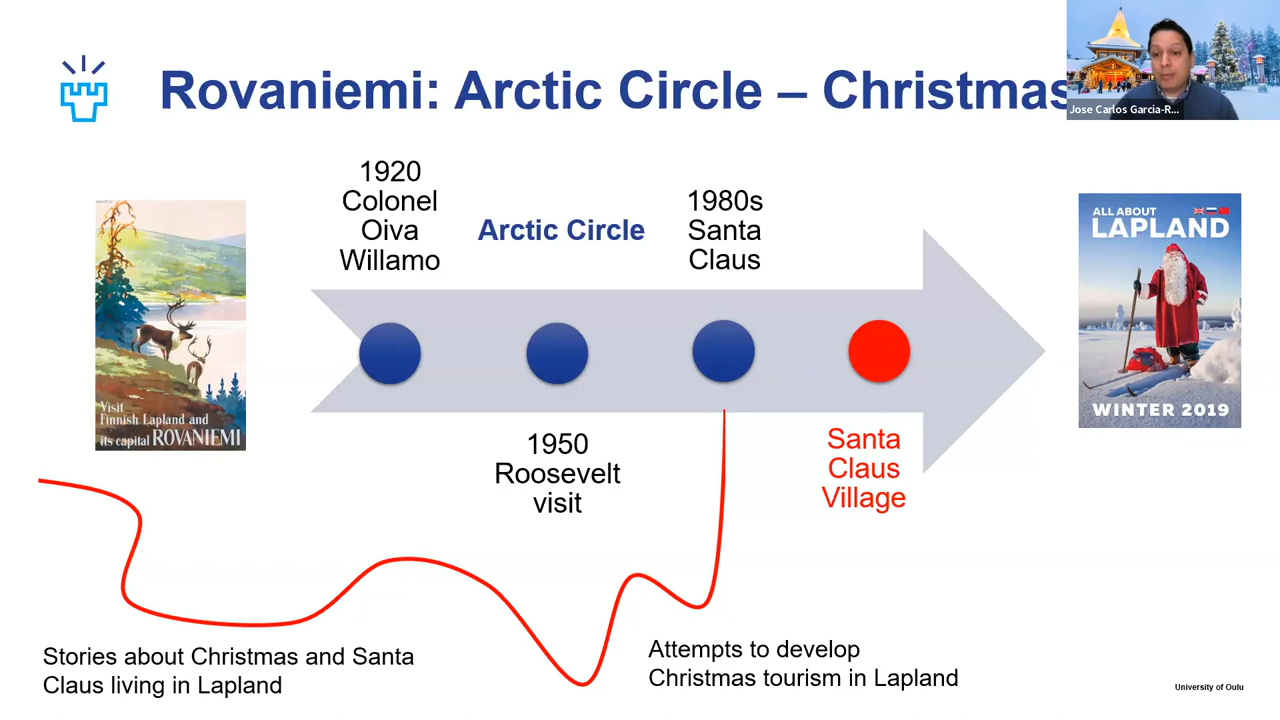 Rovaniemi: Arctic Circle – Christmas
Jose Carlos Garcia-R...
1920
Colonel
Oiva
Willamo
Arctic Circle
1980s
Santa
Claus
ALL ABOUT
LAPLAND
WINTER 2019
Visit
Finnish Lapland and
its capital ROVANIEMI
1950
Roosevelt
visit
Santa
Claus
Village
Stories about Christmas and Santa
Claus living in Lapland
Attempts to develop
Christmas tourism in Lapland
University of Oulu